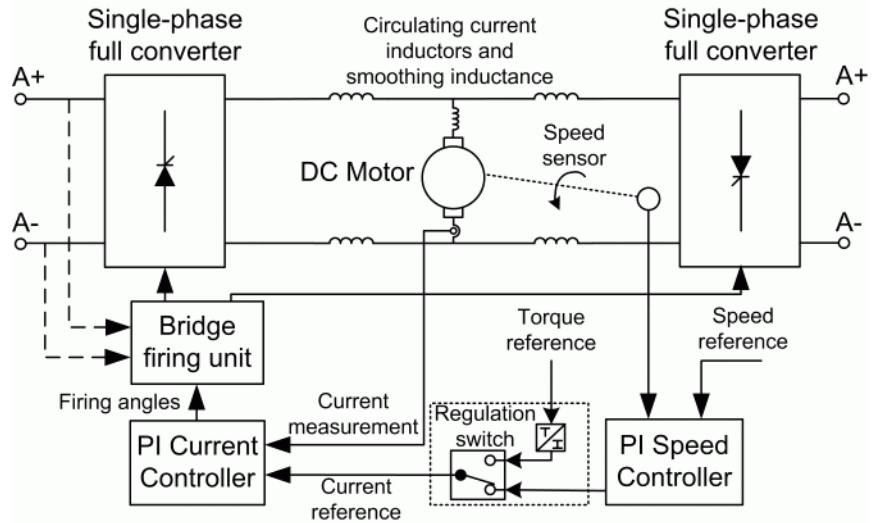 Single-phase
full converter
Circulating current
inductors and
smoothing inductance
Single-phase
full converter
A+
A+
DC Motor
Speed
sensor
A-
A-
Bridge
firing unit
Torque
reference
Speed
reference
Firing angles
Current
measurement
Regulation
switch
T
I
PI Current
Controller
Current
reference
PI Speed
Controller